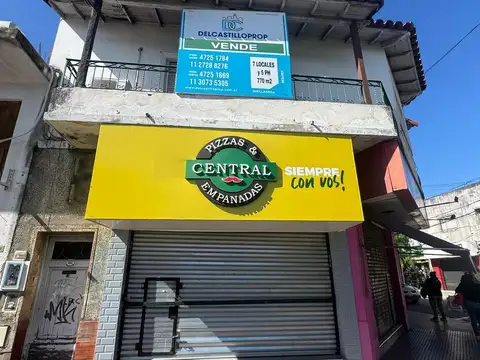 DELCASTILLOPROP
VENDE
4725 1784
11 2728 8276
4725 1669
11 3073 5305
7 LOCALES
y 5 PH
770 m2
PIZZAS &
CENTRAL
EMPANADAS
SIEMPRE
con vos!